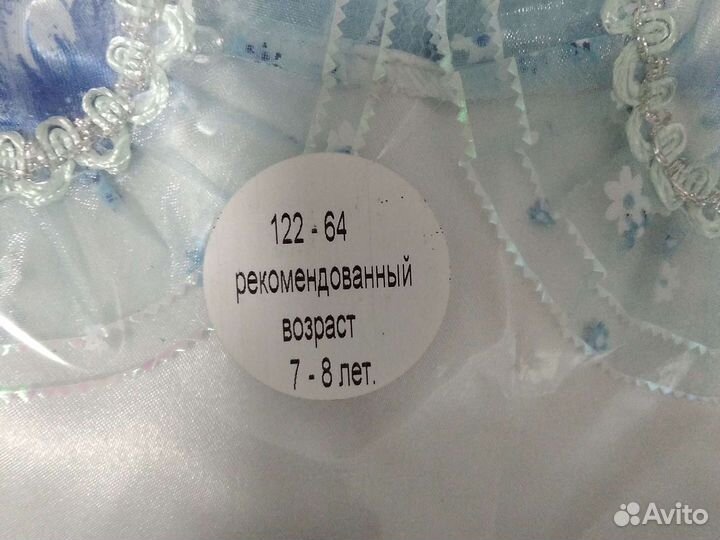 122 - 64
рекомендованный
возраст
7 - 8 лет.
Avito